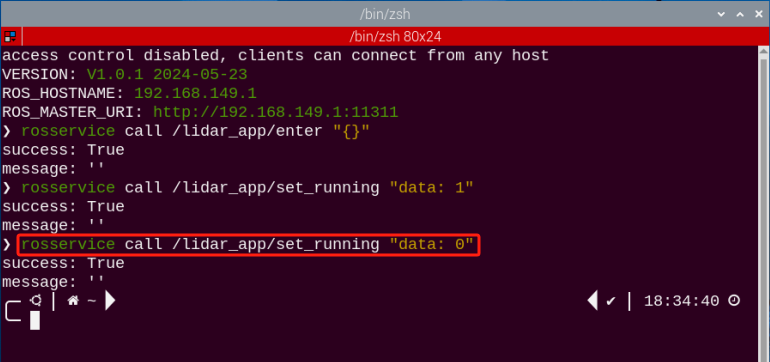 /bin/zsh
/bin/zsh 80x24
access control disabled, clients can connect from any host
VERSION: V1.0.1 2024-05-23
ROS_HOSTNAME: 192.168.149.1
ROS_MASTER_URI: http://192.168.149.1:11311
❯ rosservice call /lidar_app/enter "{}"
success: True
message: ''
❯ rosservice call /lidar_app/set_running "data: 1"
success: True
message: ''
❯ rosservice call /lidar_app/set_running "data: 0"
success: True
message: ''
~ ✔ 18:34:40